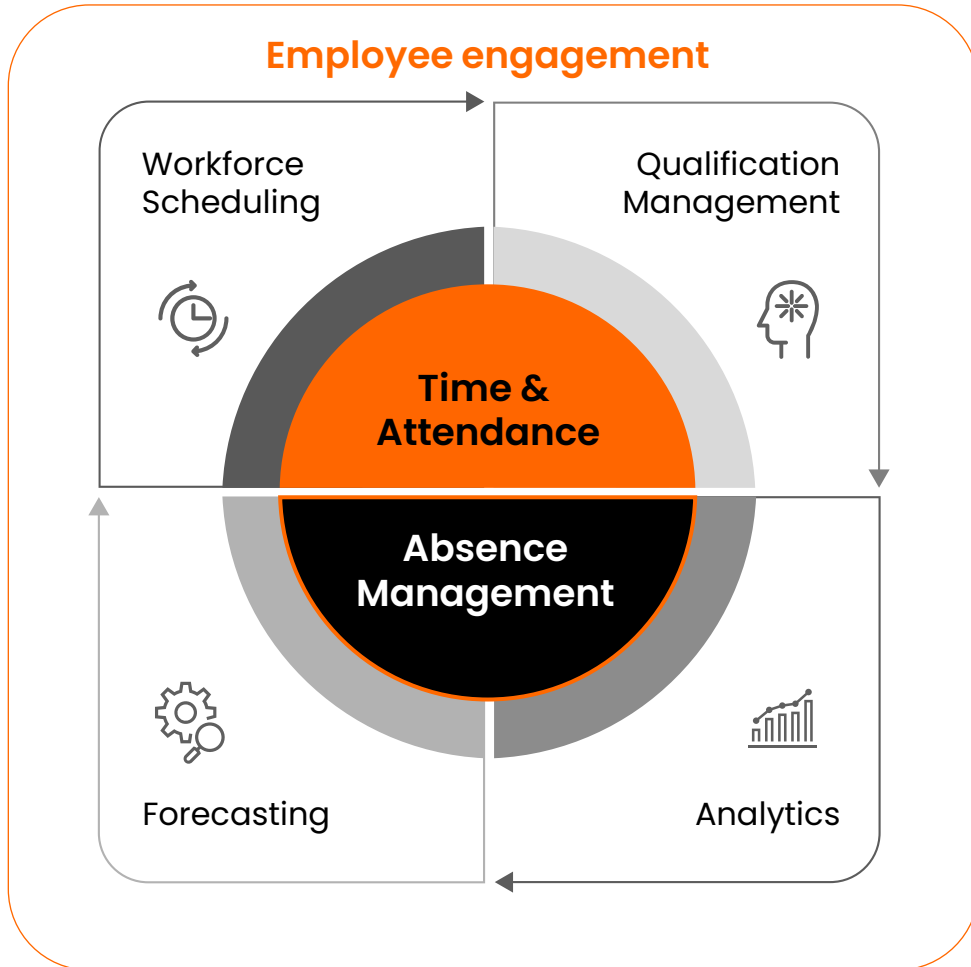 Employee engagement
Workforce
Scheduling
Qualification
Management
Time &
Attendance
Absence
Management
Forecasting
Analytics